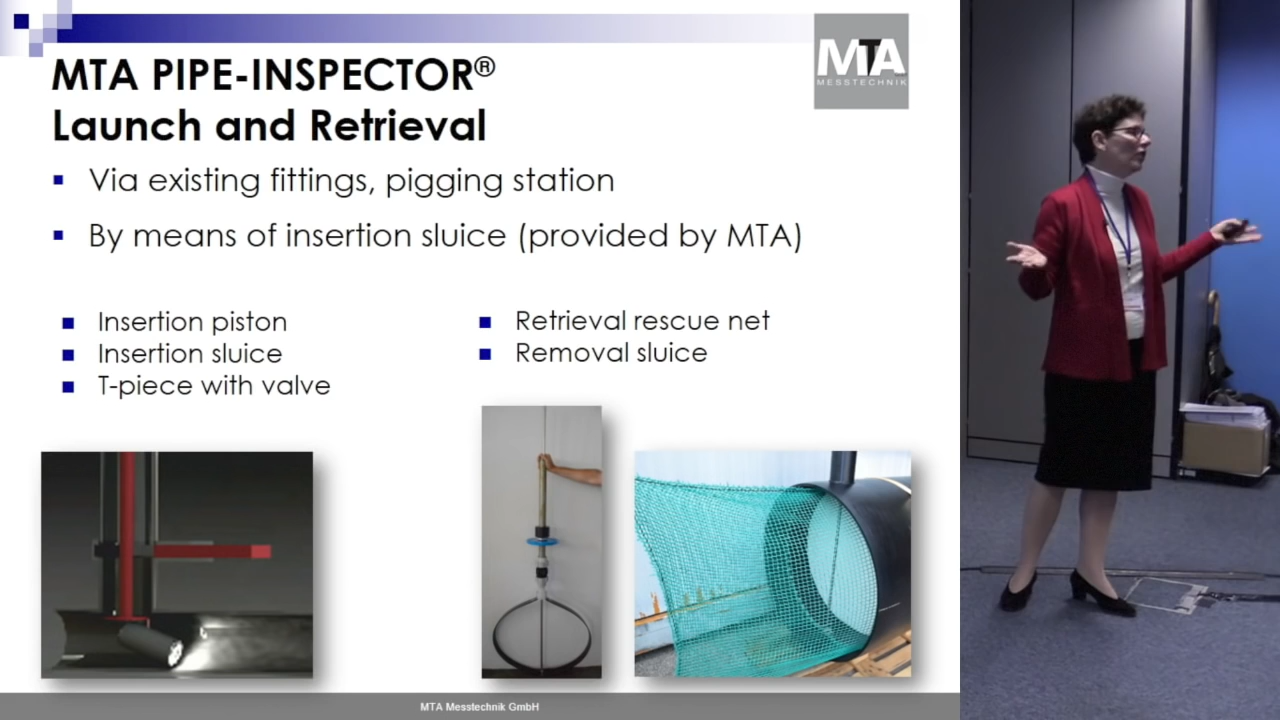 MTA PIPE-INSPECTOR®
Launch and Retrieval
MTA
MESSTECHNIK
Via existing fittings, pigging station
By means of insertion sluice (provided by MTA)
Insertion piston
Insertion sluice
T-piece with valve
Retrieval rescue net
Removal sluice
MTA Messtechnik GmbH